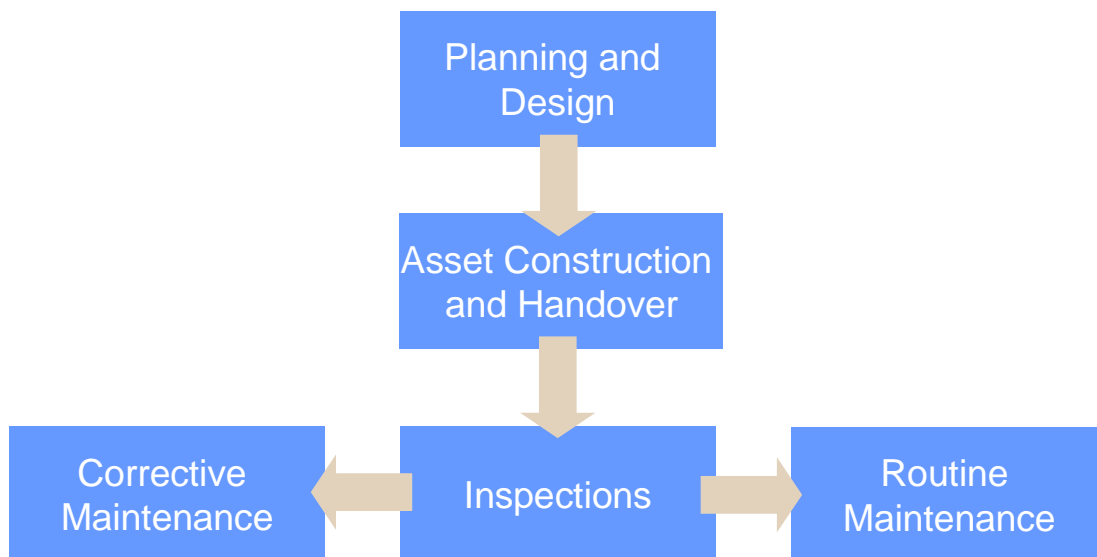 Planning and
Design
Asset Construction
and Handover
Corrective
Maintenance
Inspections
Routine
Maintenance